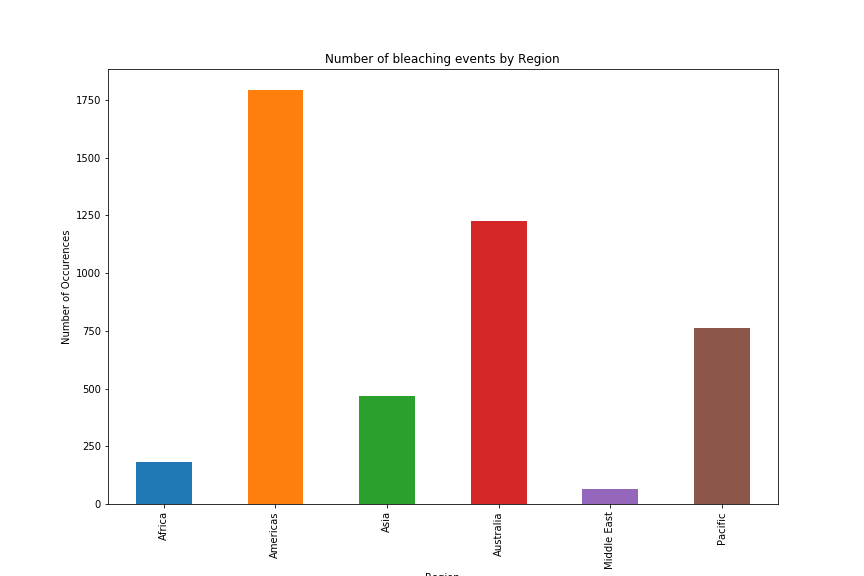 Number of bleaching events by Region
Number of Occurences
1750
1500
1250
1000
750
500
250
0
Africa
Americas
Asia
Australia
Middle East
Pacific
Region